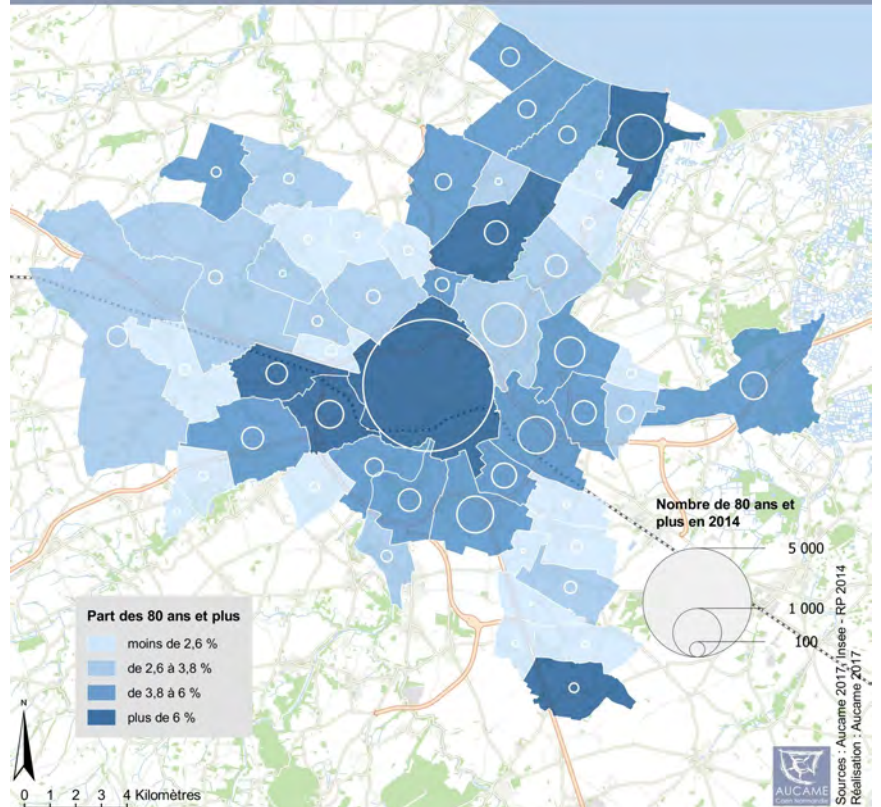 Nombre de 80 ans et
plus en 2014
5 000
1 000
100
Part des 80 ans et plus
moins de 2,6 %
de 2,6 à 3,8 %
de 3,8 à 6 %
plus de 6 %
N
0 1 2 4 Kilomètres
Sources : Aucame 2017, Insee - RP 2014
Réalisation : Aucame 2017
AUCAME
Caen Normandie